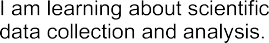 I am learning about scientific
data collection and analysis.